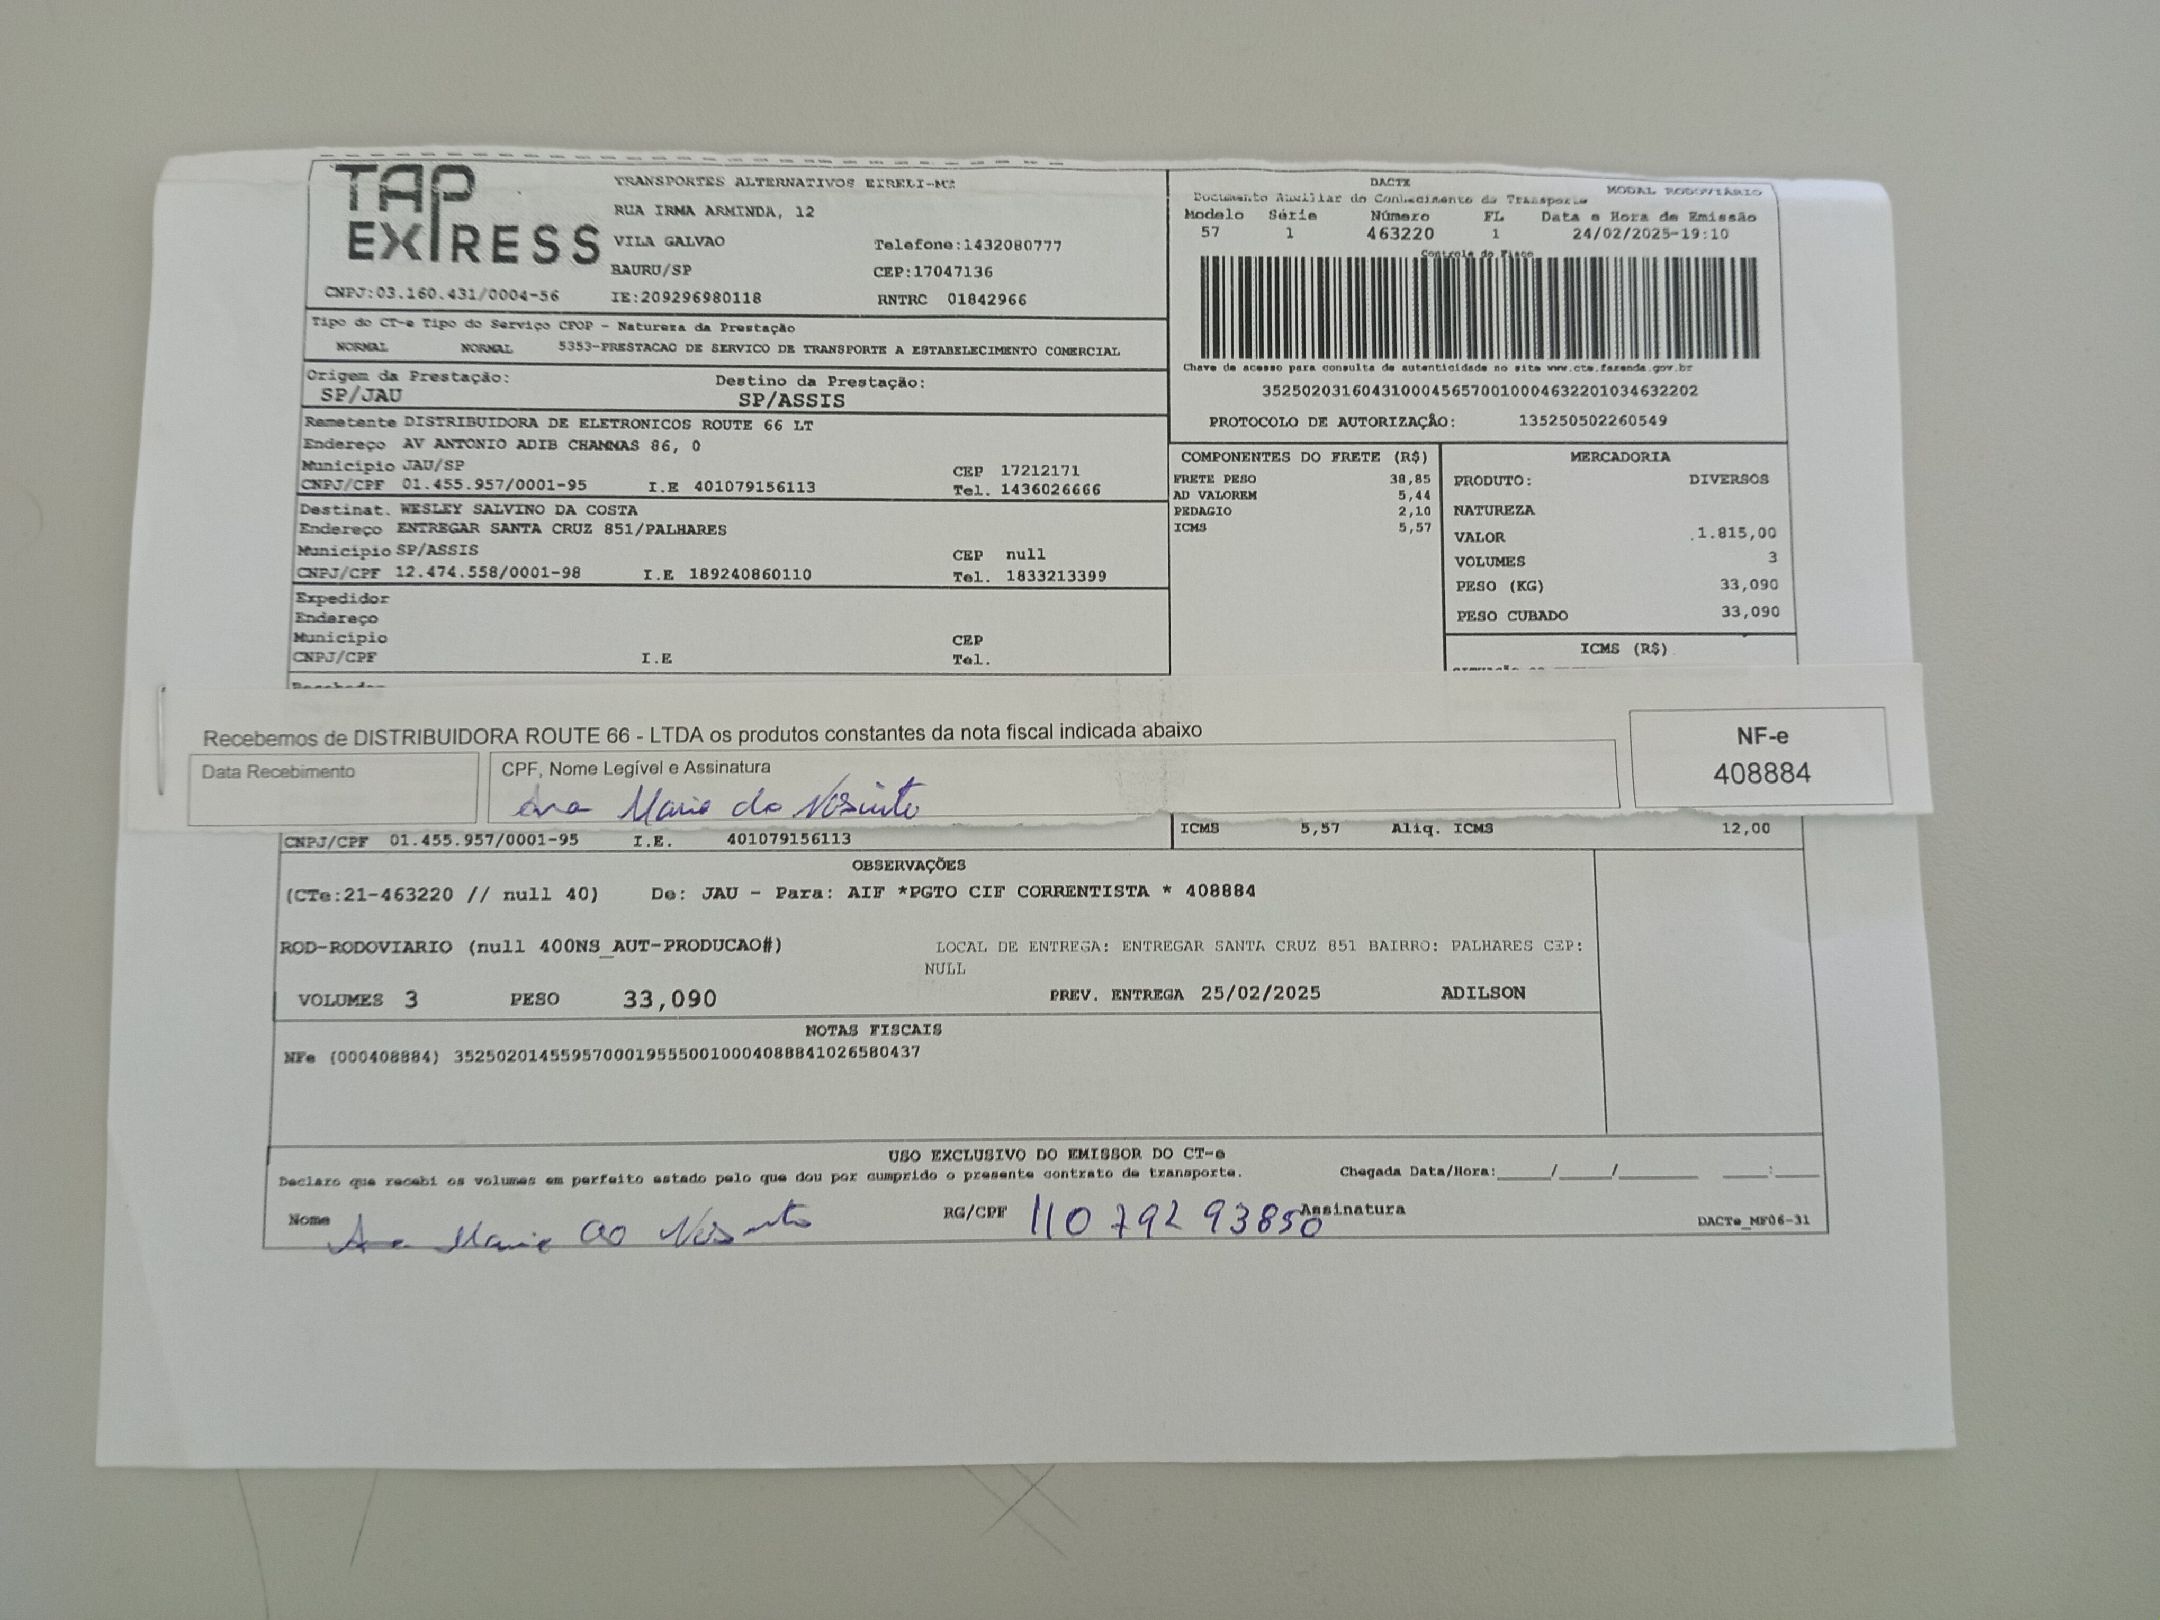 TAP EXPRESS
TRANSPORTES ALTERNATIVOS EIRELI-ME
RUA IRMA ARMINDA, 12
VILA GALVAO Telefone:1432080777
BAURU/SP CEP:17047136
CNPJ:03.160.431/0004-56 IE:209296980118 RNTRC 01842966
DACTE MODAL RODOVIÁRIO
Documento Auxiliar do Conhecimento de Transporte
Modelo Série Número FL Data e Hora de Emissão
57 1 463220 1 24/02/2025-19:10
Controle do Fisco
Chave de acesso para consulta de autenticidade no site www.cte.fazenda.gov.br
35250203160431000456570010004632201034632202
PROTOCOLO DE AUTORIZAÇÃO: 135250502260549
Tipo do CT-e Tipo do Serviço CFOP - Natureza da Prestação
NORMAL NORMAL 5353-PRESTACAO DE SERVICO DE TRANSPORTE A ESTABELECIMENTO COMERCIAL
Origem da Prestação: Destino da Prestação:
SP/JAU SP/ASSIS
Remetente DISTRIBUIDORA DE ELETRONICOS ROUTE 66 LT
Endereço AV ANTONIO ADIB CHAMMAS 86, 0
Município JAU/SP CEP 17212171
CNPJ/CPF 01.455.957/0001-95 I.E 401079156113 Tel. 1436026666
Destinat. WESLEY SALVINO DA COSTA
Endereço ENTREGAR SANTA CRUZ 851/PALHARES
Município SP/ASSIS CEP null
CNPJ/CPF 12.474.558/0001-98 I.E 189240860110 Tel. 1833213399
Expedidor
Endereço
Município CEP
CNPJ/CPF I.E Tel.
COMPONENTES DO FRETE (R$)
FRETE PESO 38,85
AD VALOREM 5,44
PEDAGIO 2,10
ICMS 5,57
MERCADORIA
PRODUTO: DIVERSOS
NATUREZA
VALOR 1.815,00
VOLUMES 3
PESO (KG) 33,090
PESO CUBADO 33,090
ICMS (R$)
Recebemos de DISTRIBUIDORA ROUTE 66 - LTDA os produtos constantes da nota fiscal indicada abaixo
Data Recebimento CPF, Nome Legível e Assinatura
Ana Maria do
NF-e
408884
CNPJ/CPF 01.455.957/0001-95 I.E. 401079156113
ICMS 5,57 Aliq. ICMS 12,00
OBSERVAÇÕES
(CTe:21-463220 // null 40) De: JAU - Para: AIF *PGTO CIF CORRENTISTA * 408884
ROD-RODOVIARIO (null 400NS_AUT-PRODUCAO#) LOCAL DE ENTREGA: ENTREGAR SANTA CRUZ 851 BAIRRO: PALHARES CEP:
NULL
VOLUMES 3 PESO 33,090 PREV. ENTREGA 25/02/2025 ADILSON
NOTAS FISCAIS
NFe (000408884) 35250201455957000195550010004088841026580437
USO EXCLUSIVO DO EMISSOR DO CT-e
Declaro que recebi os volumes em perfeito estado pelo que dou por cumprido o presente contrato de transporte. Chegada Data/Hora:____/____/______ ____:____
Nome Ana Maria do RG/CPF 110 792 93850 Assinatura
DACTe_MF06-31